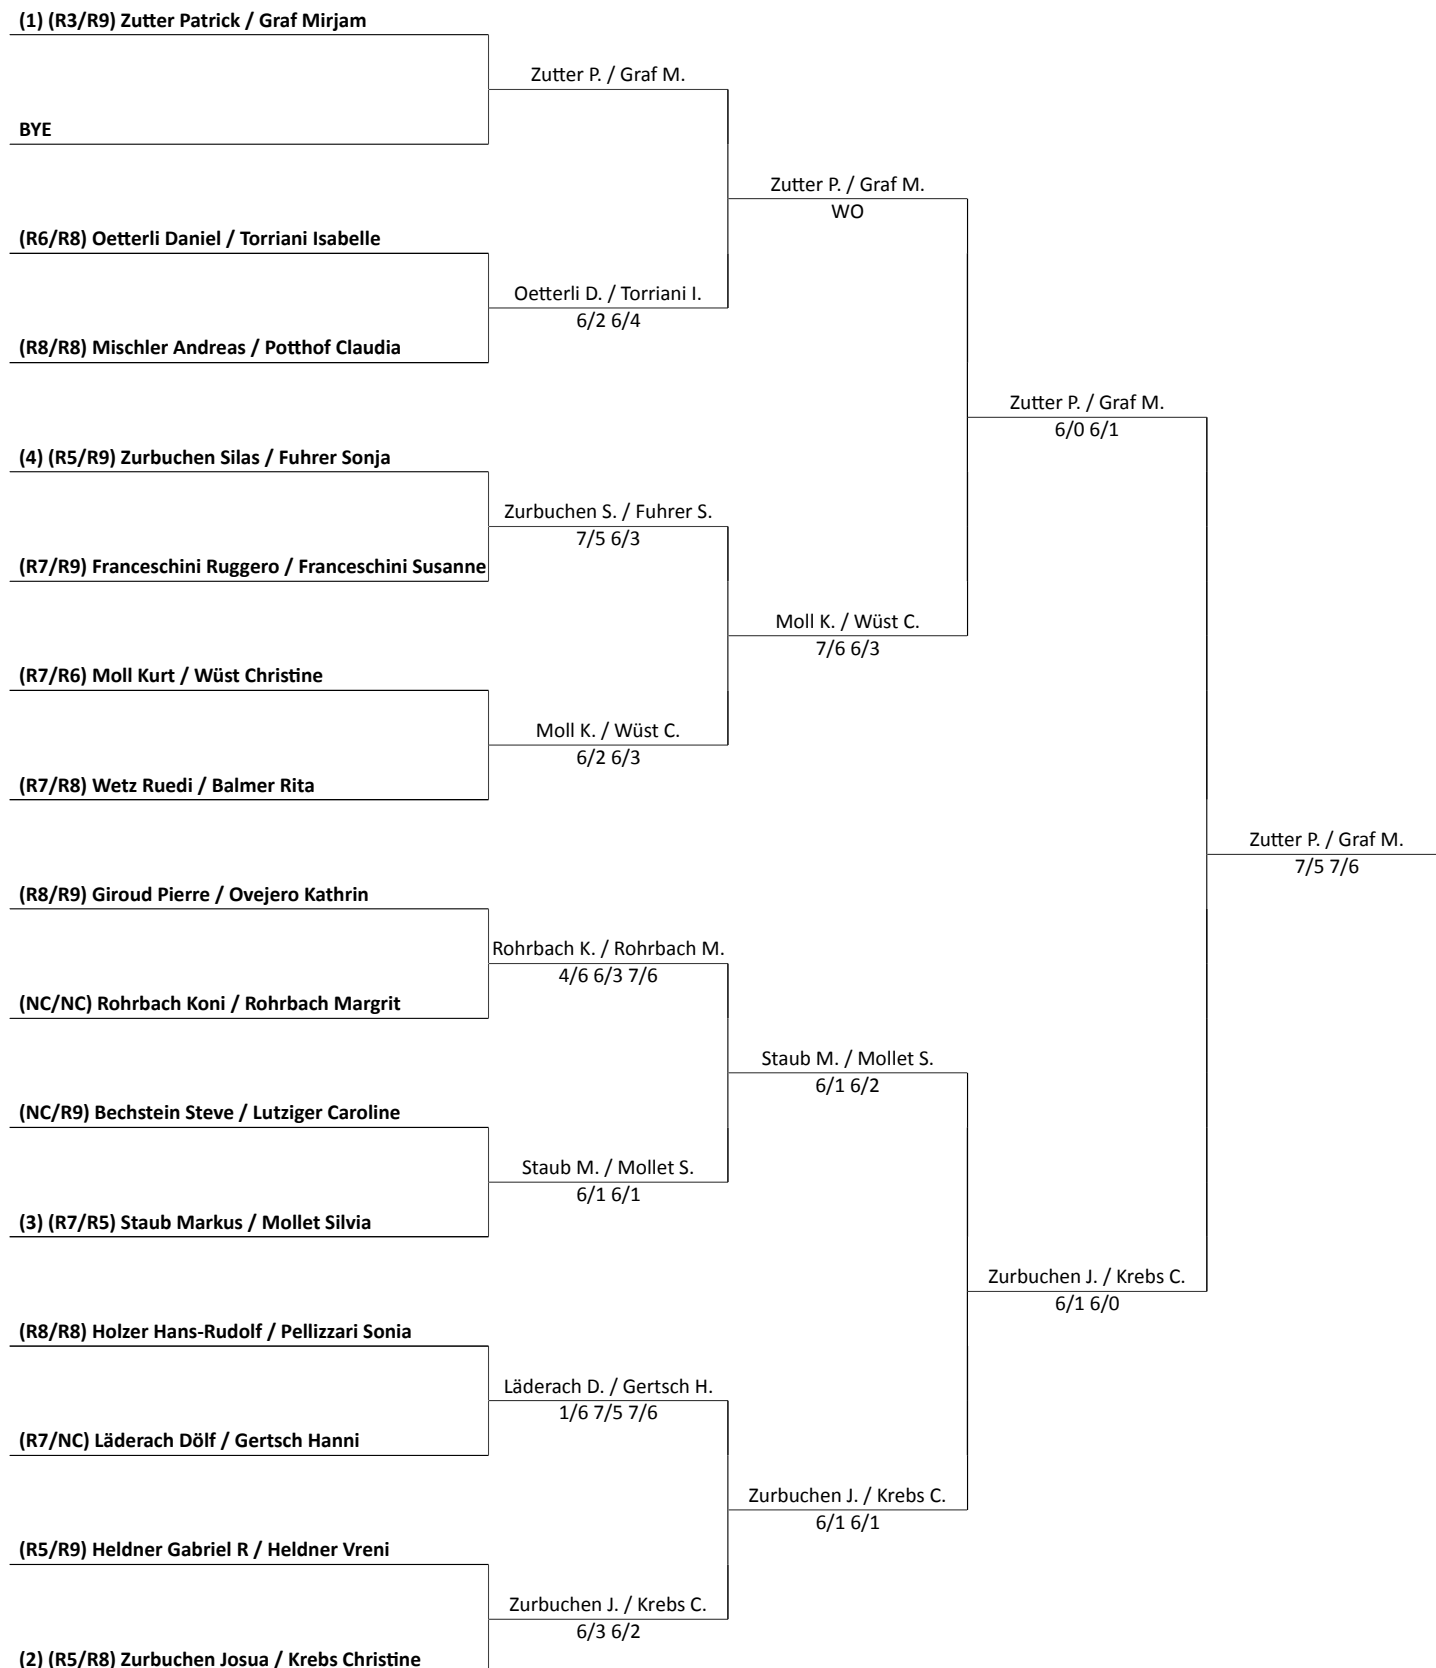 (1) (R3/R9) Zutter Patrick / Graf Mirjam
Zutter P. / Graf M.
BYE
Zutter P. / Graf M.
WO
(R6/R8) Oetterli Daniel / Torriani Isabelle
Oetterli D. / Torriani I.
6/2 6/4
(R8/R8) Mischler Andreas / Potthof Claudia
Zutter P. / Graf M.
6/0 6/1
(4) (R5/R9) Zurbuchen Silas / Fuhrer Sonja
Zurbuchen S. / Fuhrer S.
7/5 6/3
(R7/R9) Franceschini Ruggero / Franceschini Susanne
Moll K. / Wüst C.
7/6 6/3
(R7/R6) Moll Kurt / Wüst Christine
Moll K. / Wüst C.
6/2 6/3
(R7/R8) Wetz Ruedi / Balmer Rita
Zutter P. / Graf M.
7/5 7/6
(R8/R9) Giroud Pierre / Ovejero Kathrin
Rohrbach K. / Rohrbach M.
4/6 6/3 7/6
(NC/NC) Rohrbach Koni / Rohrbach Margrit
Staub M. / Mollet S.
6/1 6/2
(NC/R9) Bechstein Steve / Lutziger Caroline
Staub M. / Mollet S.
6/1 6/1
(3) (R7/R5) Staub Markus / Mollet Silvia
Zurbuchen J. / Krebs C.
6/1 6/0
(R8/R8) Holzer Hans-Rudolf / Pellizzari Sonia
Läderach D. / Gertsch H.
1/6 7/5 7/6
(R7/NC) Läderach Dölf / Gertsch Hanni
Zurbuchen J. / Krebs C.
6/1 6/1
(R5/R9) Heldner Gabriel R / Heldner Vreni
Zurbuchen J. / Krebs C.
6/3 6/2
(2) (R5/R8) Zurbuchen Josua / Krebs Christine